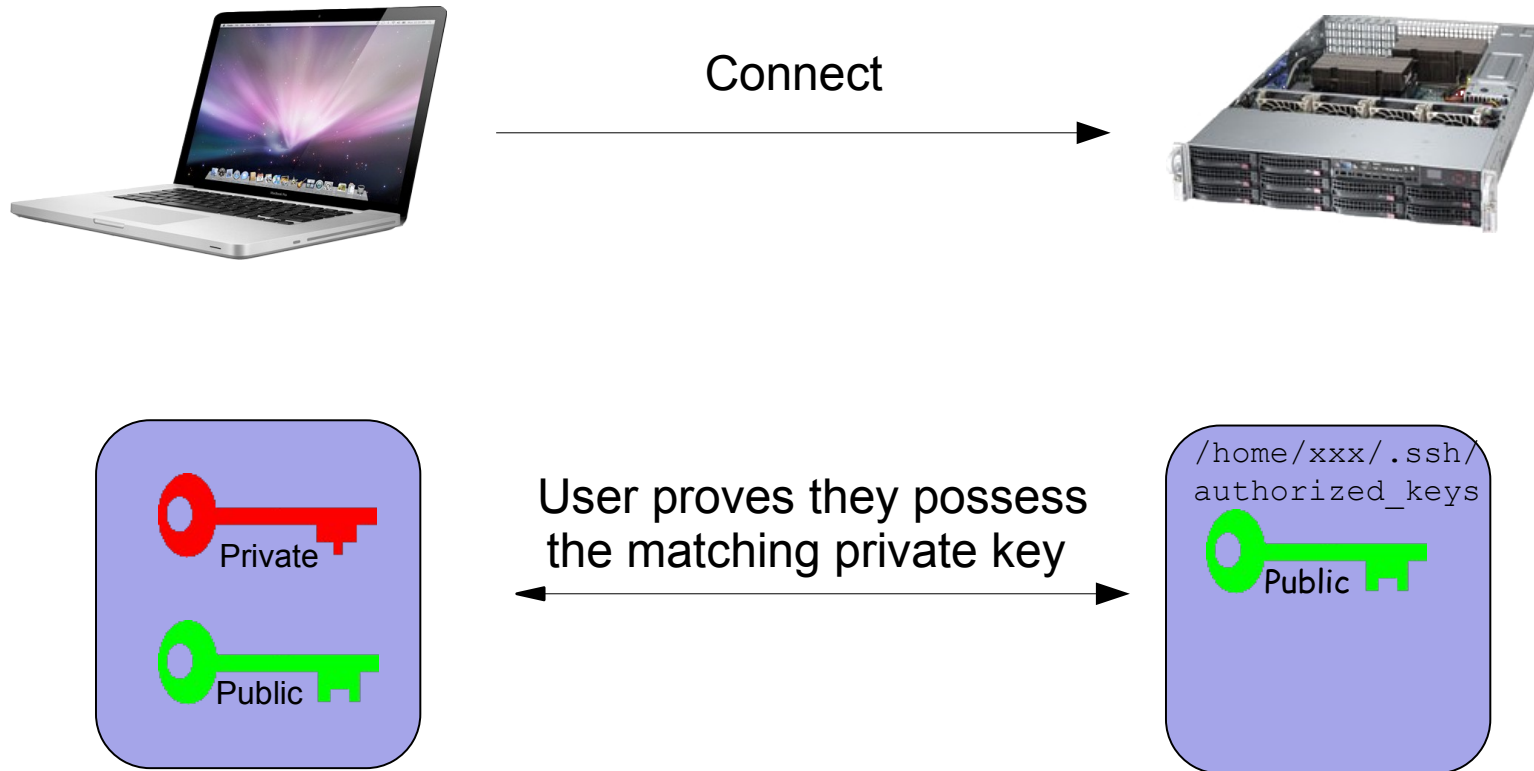 Connect
/home/xxx/.ssh/
authorized_keys
User proves they possess
the matching private key
Private
Public
Public